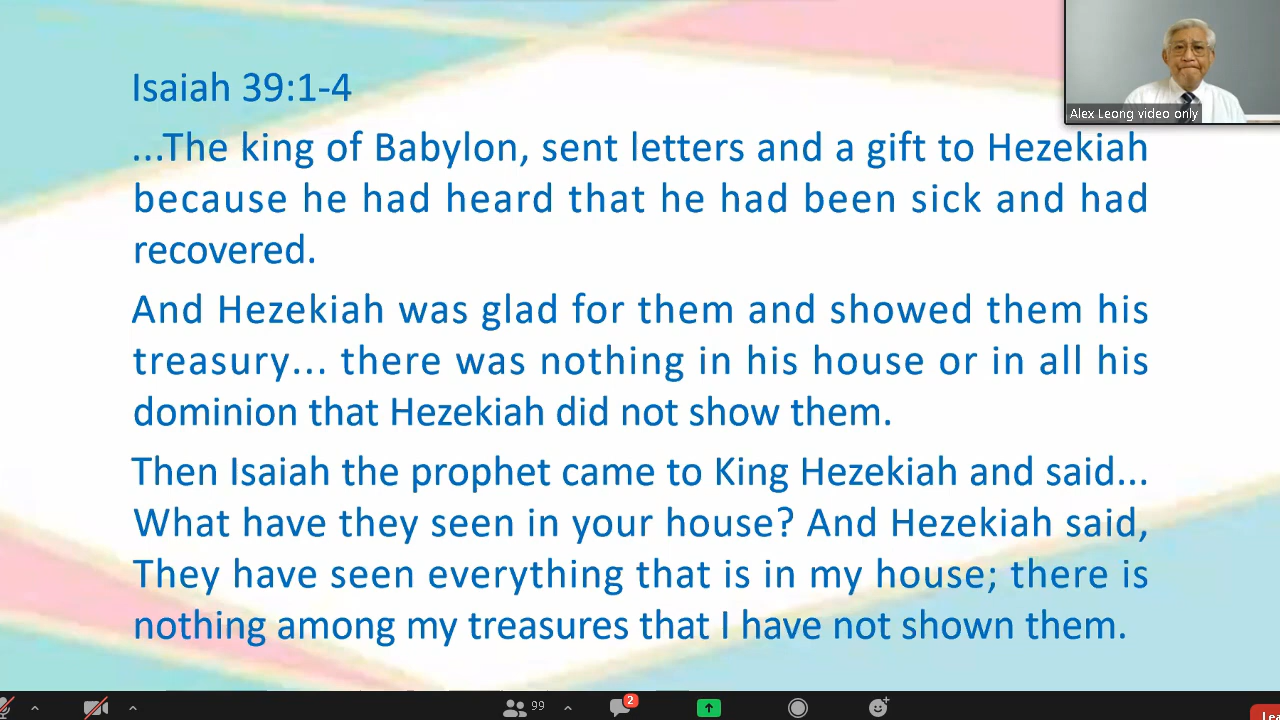 Isaiah 39:1-4
...The king of Babylon, sent letters and a gift to Hezekiah
because he had heard that he had been sick and had
recovered.
And Hezekiah was glad for them and showed them his
treasury... there was nothing in his house or in all his
dominion that Hezekiah did not show them.
Then Isaiah the prophet came to King Hezekiah and said...
What have they seen in your house? And Hezekiah said,
They have seen everything that is in my house; there is
nothing among my treasures that I have not shown them.
Alex Leong video only
99
2
Lea